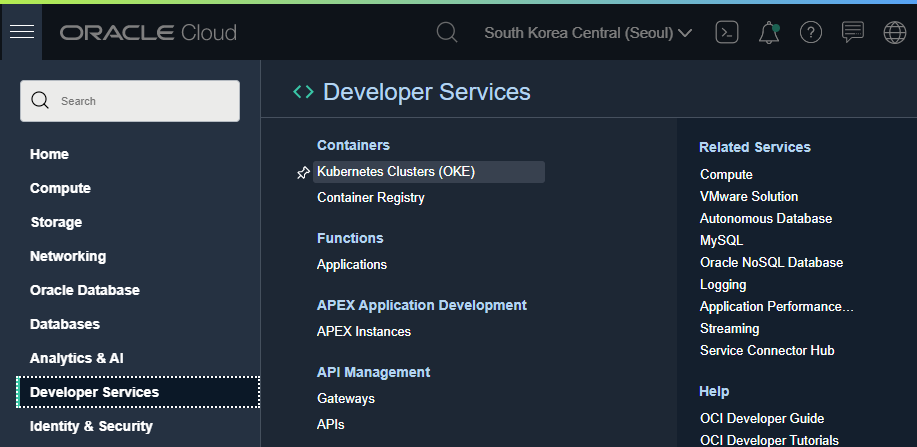 ORACLE Cloud
South Korea Central (Seoul)
Search
Home
Compute
Storage
Networking
Oracle Database
Databases
Analytics & AI
Developer Services
Identity & Security
<> Developer Services
Containers
Kubernetes Clusters (OKE)
Container Registry
Functions
Applications
APEX Application Development
APEX Instances
API Management
Gateways
APIs
Related Services
Compute
VMware Solution
Autonomous Database
MySQL
Oracle NoSQL Database
Logging
Application Performance...
Streaming
Service Connector Hub
Help
OCI Developer Guide
OCI Developer Tutorials